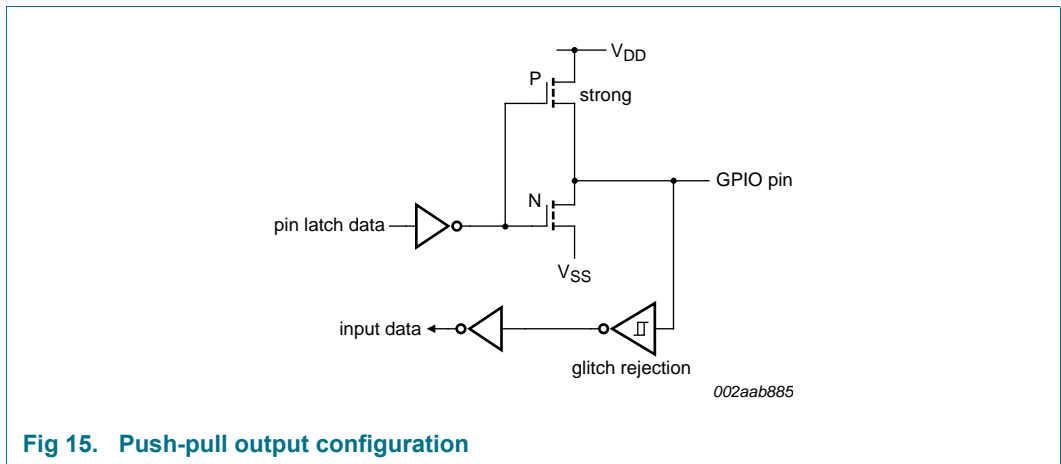 VDD
P
strong
GPIO pin
N
pin latch data
VSS
input data
glitch rejection
002aab885
Fig 15. Push-pull output configuration